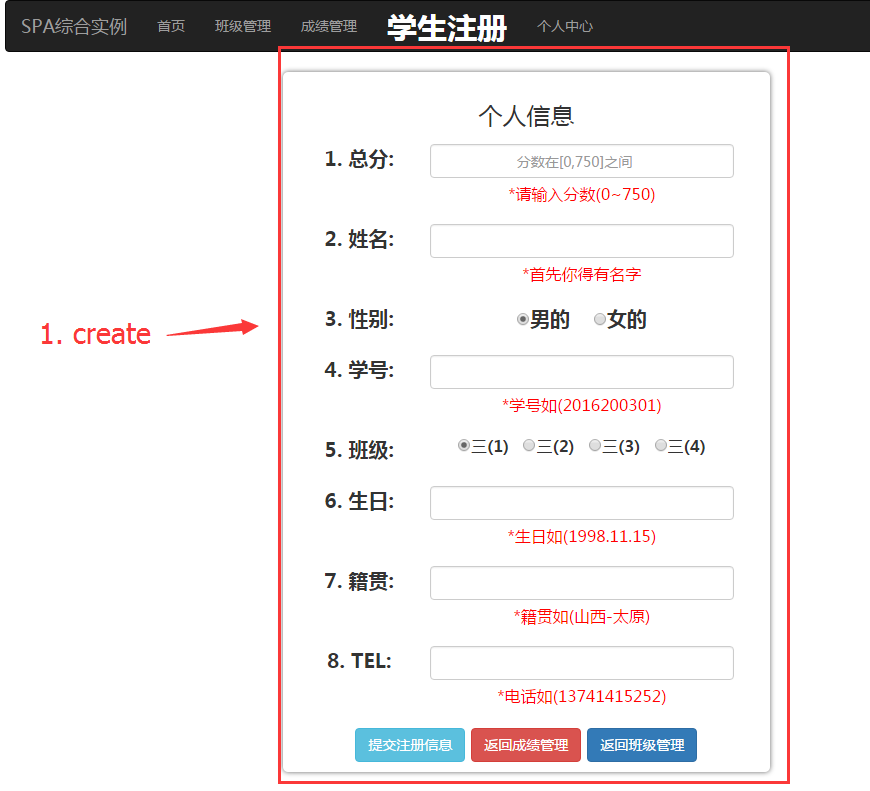 SPA综合实例 首页 班级管理 成绩管理 学生注册 个人中心
个人信息
1. 总分: 分数在[0,750]之间
*请输入分数(0~750)
2. 姓名:
*首先你得有名字
1. create
3. 性别: 男的 女的
4. 学号:
*学号如(2016200301)
5. 班级: 三(1) 三(2) 三(3) 三(4)
6. 生日:
*生日如(1998.11.15)
7. 籍贯:
*籍贯如(山西-太原)
8. TEL:
*电话如(13741415252)
提交注册信息 返回成绩管理 返回班级管理